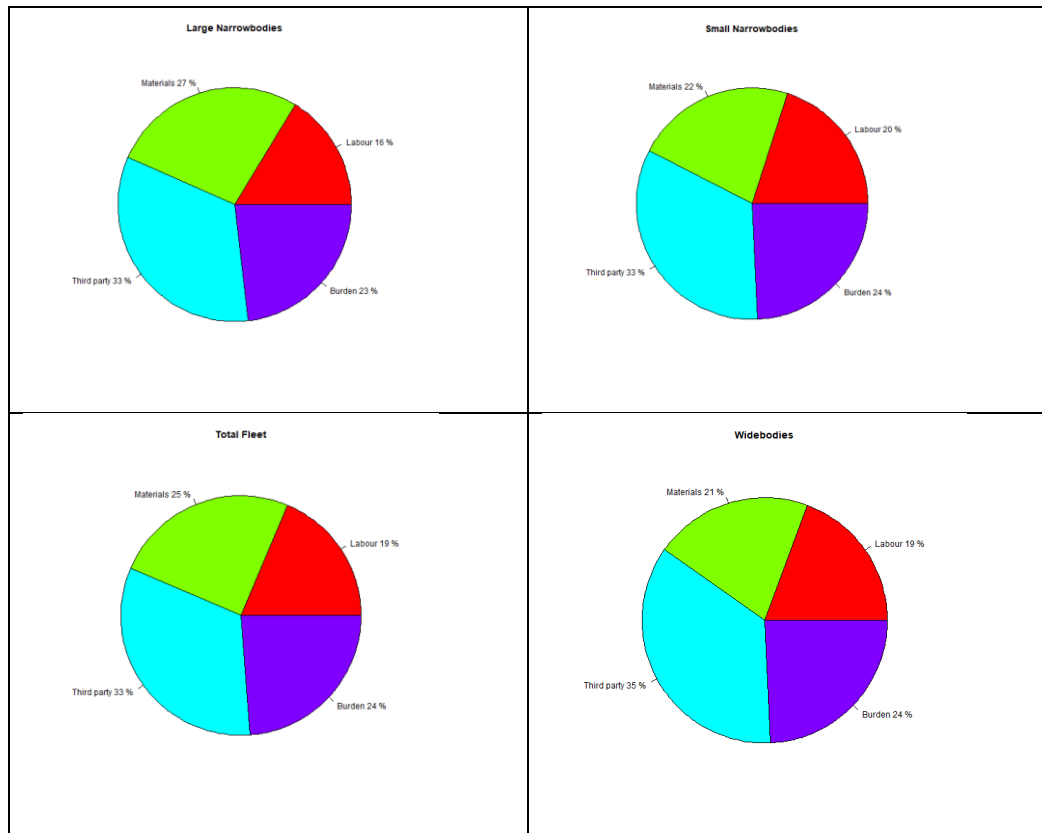 Large Narrowbodies
Materials 27 %
Labour 16 %
Third party 33 %
Burden 23 %
Small Narrowbodies
Materials 22 %
Labour 20 %
Third party 33 %
Burden 24 %
Total Fleet
Materials 25 %
Labour 19 %
Third party 33 %
Burden 24 %
Widebodies
Materials 21 %
Labour 19 %
Third party 35 %
Burden 24 %